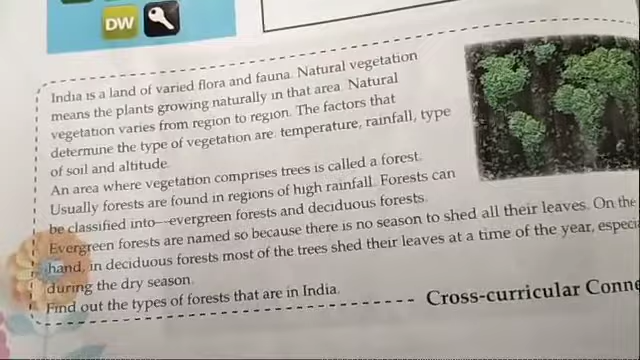 DW
India is a land of varied flora and fauna. Natural vegetation
means the plants growing naturally in that area. Natural
vegetation varies from region to region. The factors that
determine the type of vegetation are: temperature, rainfall, type
of soil and altitude.
An area where vegetation comprises trees is called a forest.
Usually forests are found in regions of high rainfall. Forests can
be classified into—evergreen forests and deciduous forests.
Evergreen forests are named so because there is no season to shed all their leaves. On the
hand, in deciduous forests most of the trees shed their leaves at a time of the year,
during the dry season.
Find out the types of forests that are in India.
Cross-curricular